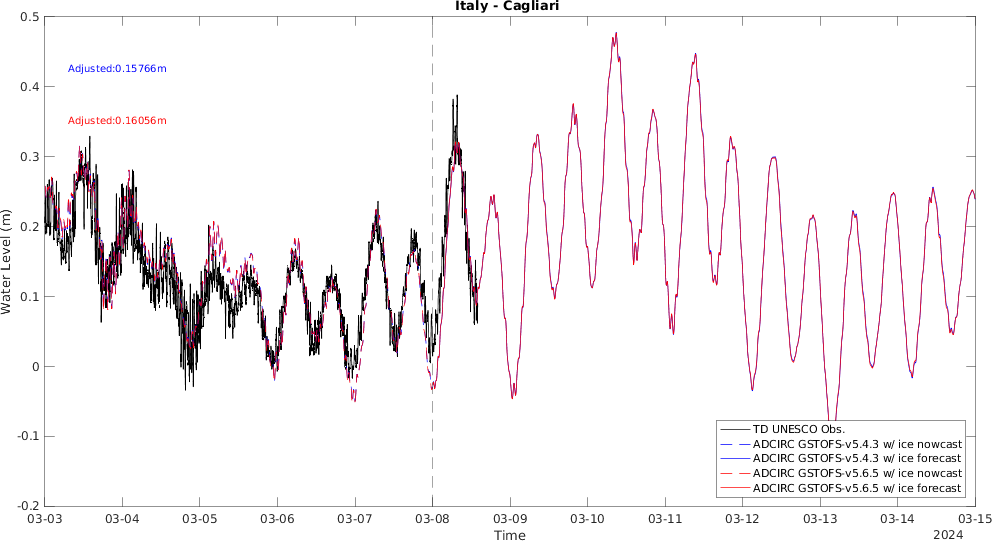 Italy - Cagliari
0.5
0.4
0.3
0.2
0.1
0
-0.1
-0.2
Water Level (m)
Adjusted:0.15766m
Adjusted:0.16056m
TD UNESCO Obs.
ADCIRC GSTOFS-v5.4.3 w/ ice nowcast
ADCIRC GSTOFS-v5.4.3 w/ ice forecast
ADCIRC GSTOFS-v5.6.5 w/ ice nowcast
ADCIRC GSTOFS-v5.6.5 w/ ice forecast
03-03 03-04 03-05 03-06 03-07 03-08 03-09 03-10 03-11 03-12 03-13 03-14 03-15
Time
2024